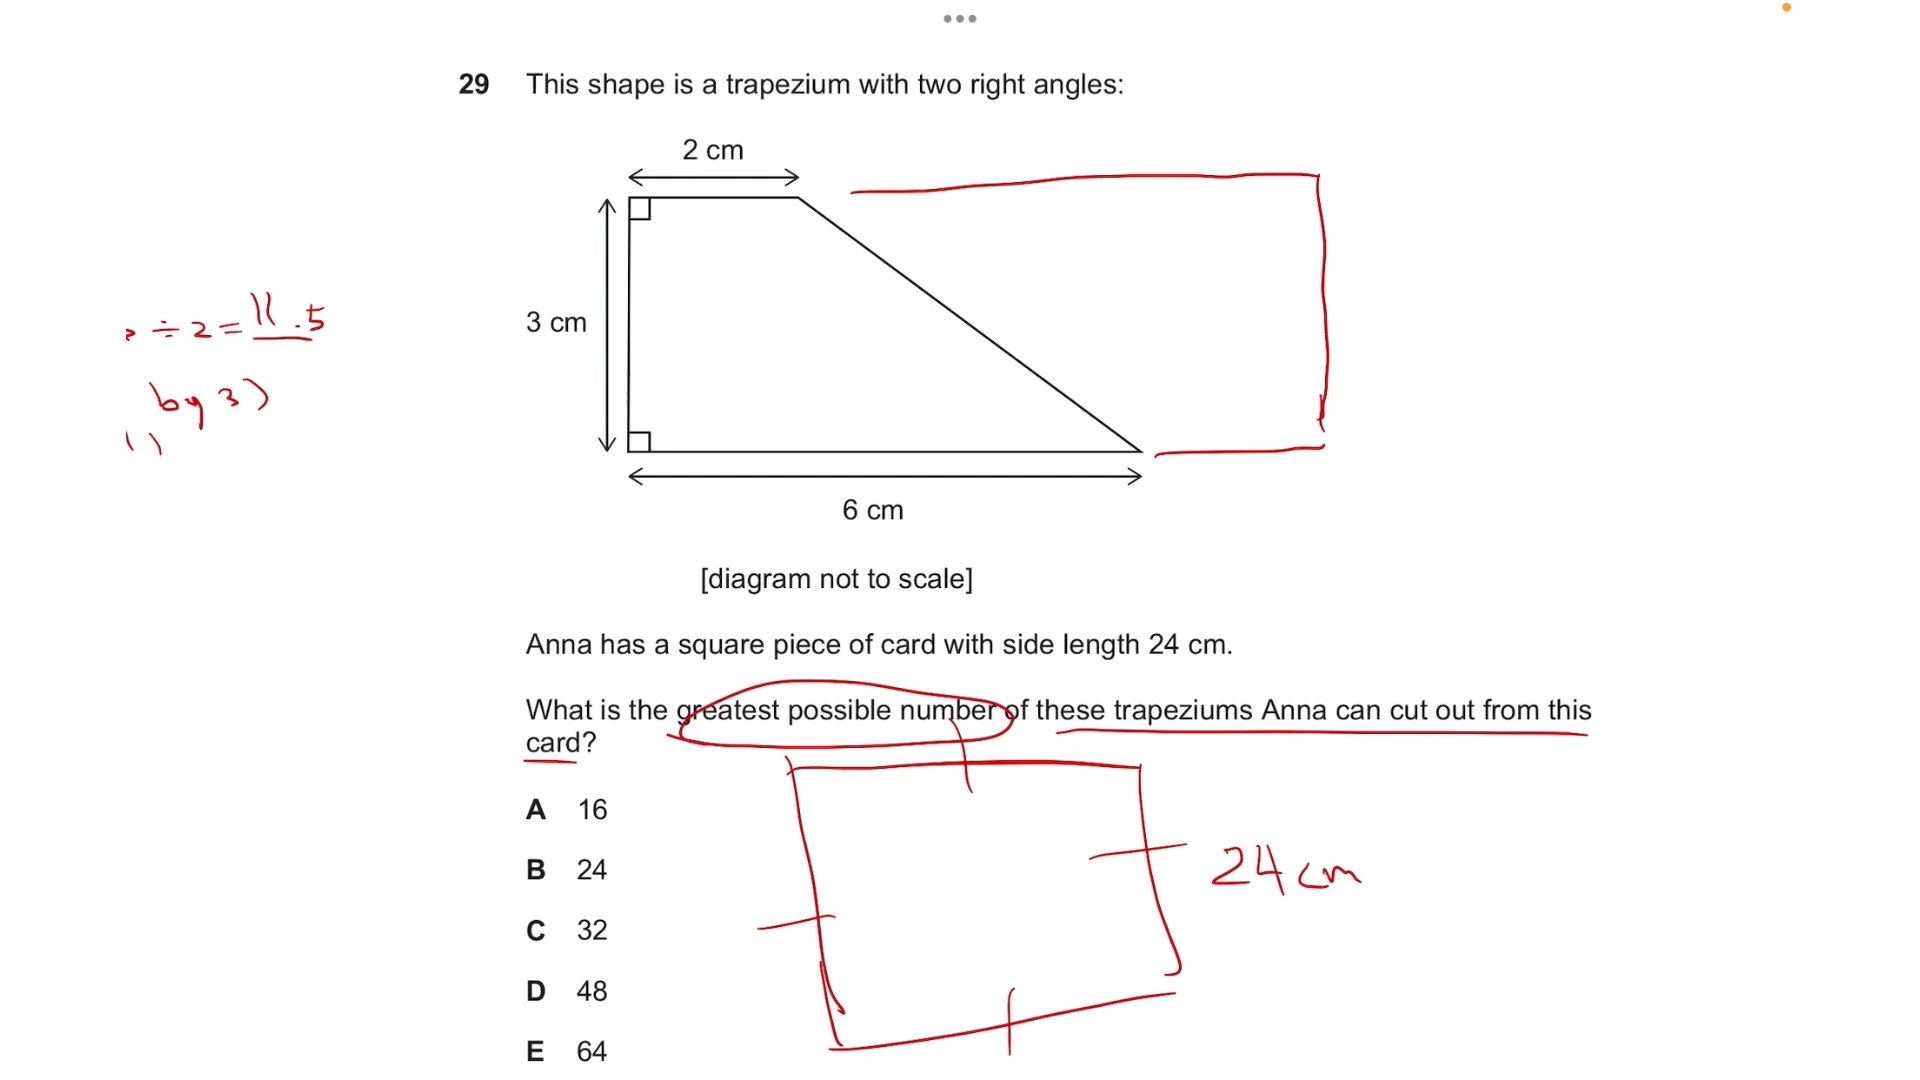 29 This shape is a trapezium with two right angles:
2 cm
3 cm
÷ 2 = 11.5
by 3)
6 cm
[diagram not to scale]
Anna has a square piece of card with side length 24 cm.
What is the greatest possible number of these trapeziums Anna can cut out from this
card?
A 16
B 24
24 cm
C 32
D 48
E 64